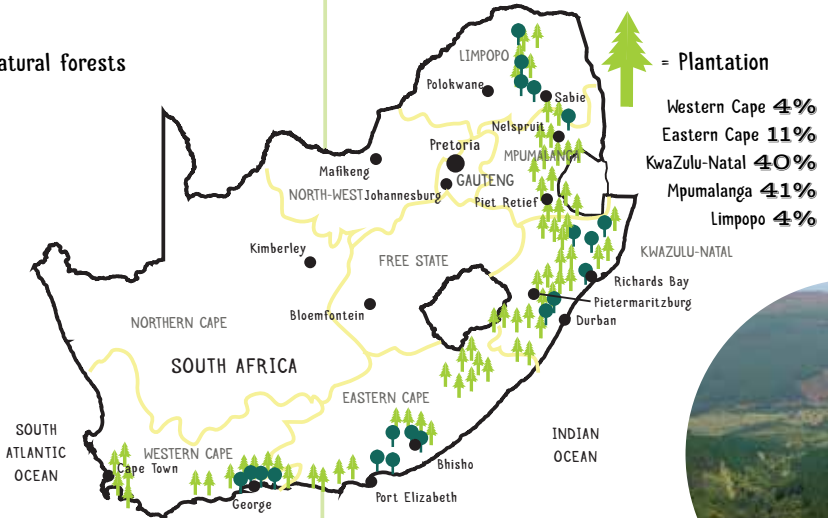 atural forests
= Plantation
Western Cape 4%
Eastern Cape 11%
KwaZulu-Natal 40%
Mpumalanga 41%
Limpopo 4%
LIMPOPO
Polokwane
Sabie
Nelspruit
Pretoria
MPUMALANGA
Mafikeng
GAUTENG
NORTH-WEST
Johannesburg
Piet Retief
Kimberley
FREE STATE
KWAZULU-NATAL
Richards Bay
Pietermaritzburg
Bloemfontein
Durban
NORTHERN CAPE
SOUTH AFRICA
EASTERN CAPE
SOUTH
ATLANTIC
OCEAN
INDIAN
OCEAN
WESTERN CAPE
Cape Town
Bhisho
George
Port Elizabeth